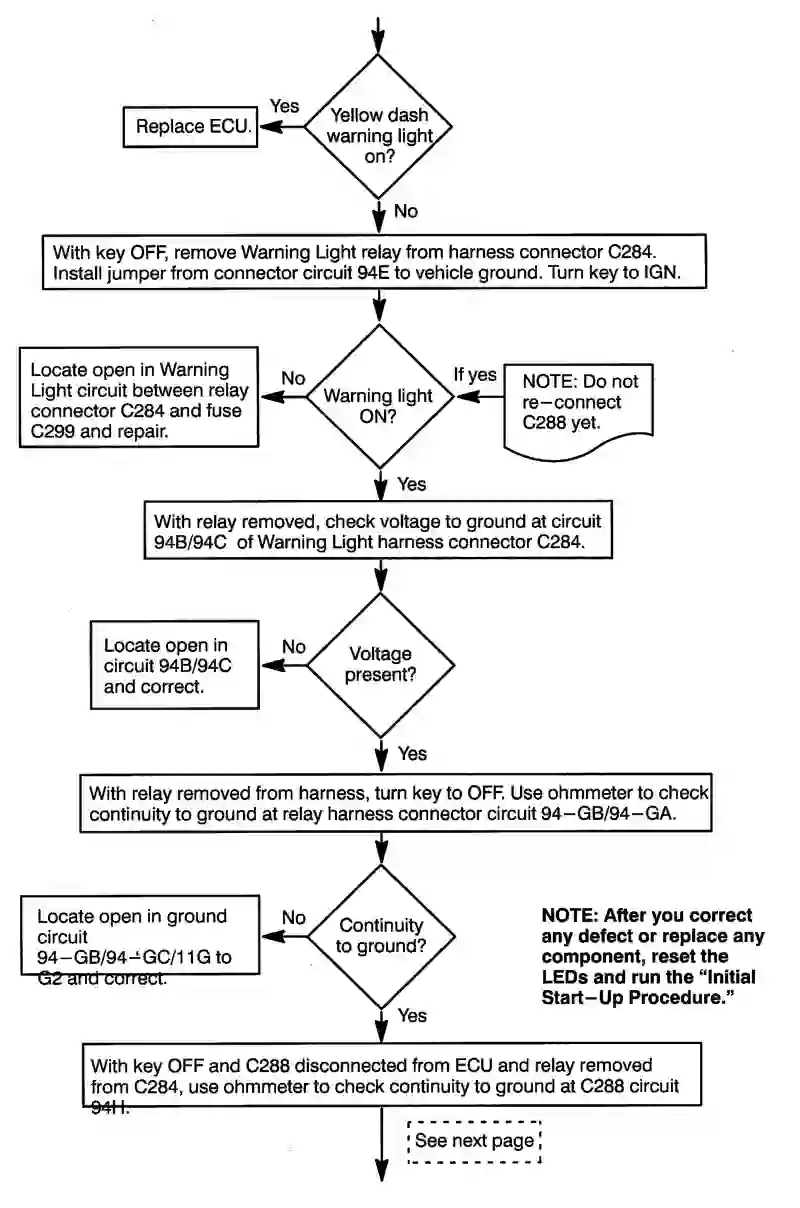 Yellow dash
warning light
on?
Yes
Replace ECU.
No
With key OFF, remove Warning Light relay from harness connector C284.
Install jumper from connector circuit 94E to vehicle ground. Turn key to IGN.
Warning light
ON?
No
Locate open in Warning
Light circuit between relay
connector C284 and fuse
C299 and repair.
If yes
NOTE: Do not
re–connect
C288 yet.
Yes
With relay removed, check voltage to ground at circuit
94B/94C of Warning Light harness connector C284.
Voltage
present?
No
Locate open in
circuit 94B/94C
and correct.
Yes
With relay removed from harness, turn key to OFF. Use ohmmeter to check
continuity to ground at relay harness connector circuit 94–GB/94–GA.
Continuity
to ground?
No
Locate open in ground
circuit
94–GB/94–GC/11G to
G2 and correct.
NOTE: After you correct
any defect or replace any
component, reset the
LEDs and run the “Initial
Start–Up Procedure.”
Yes
With key OFF and C288 disconnected from ECU and relay removed
from C284, use ohmmeter to check continuity to ground at C288 circuit
94H.
See next page